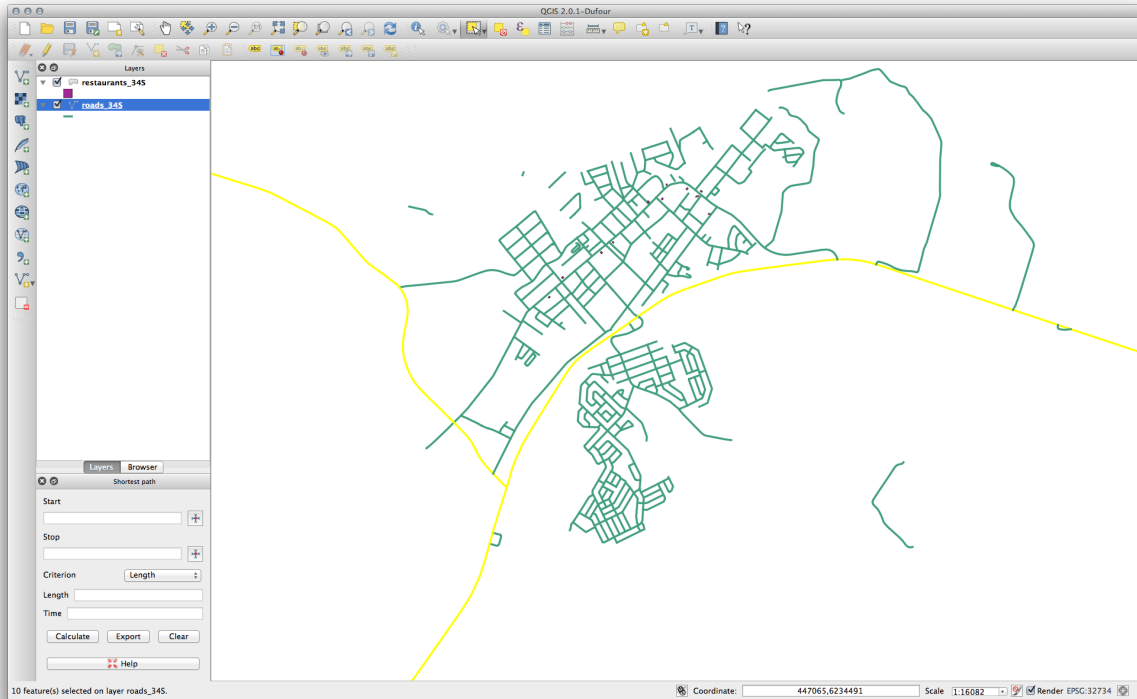 QGIS 2.0.1-Dufour
Layers
restaurants_34S
roads_34S
Layers
Browser
Shortest path
Start
Stop
Criterion
Length
Length
Time
Calculate
Export
Clear
Help
10 feature(s) selected on layer roads_34S.
Coordinate:
447065,6234491
Scale
1:16082
Render
EPSG:32734